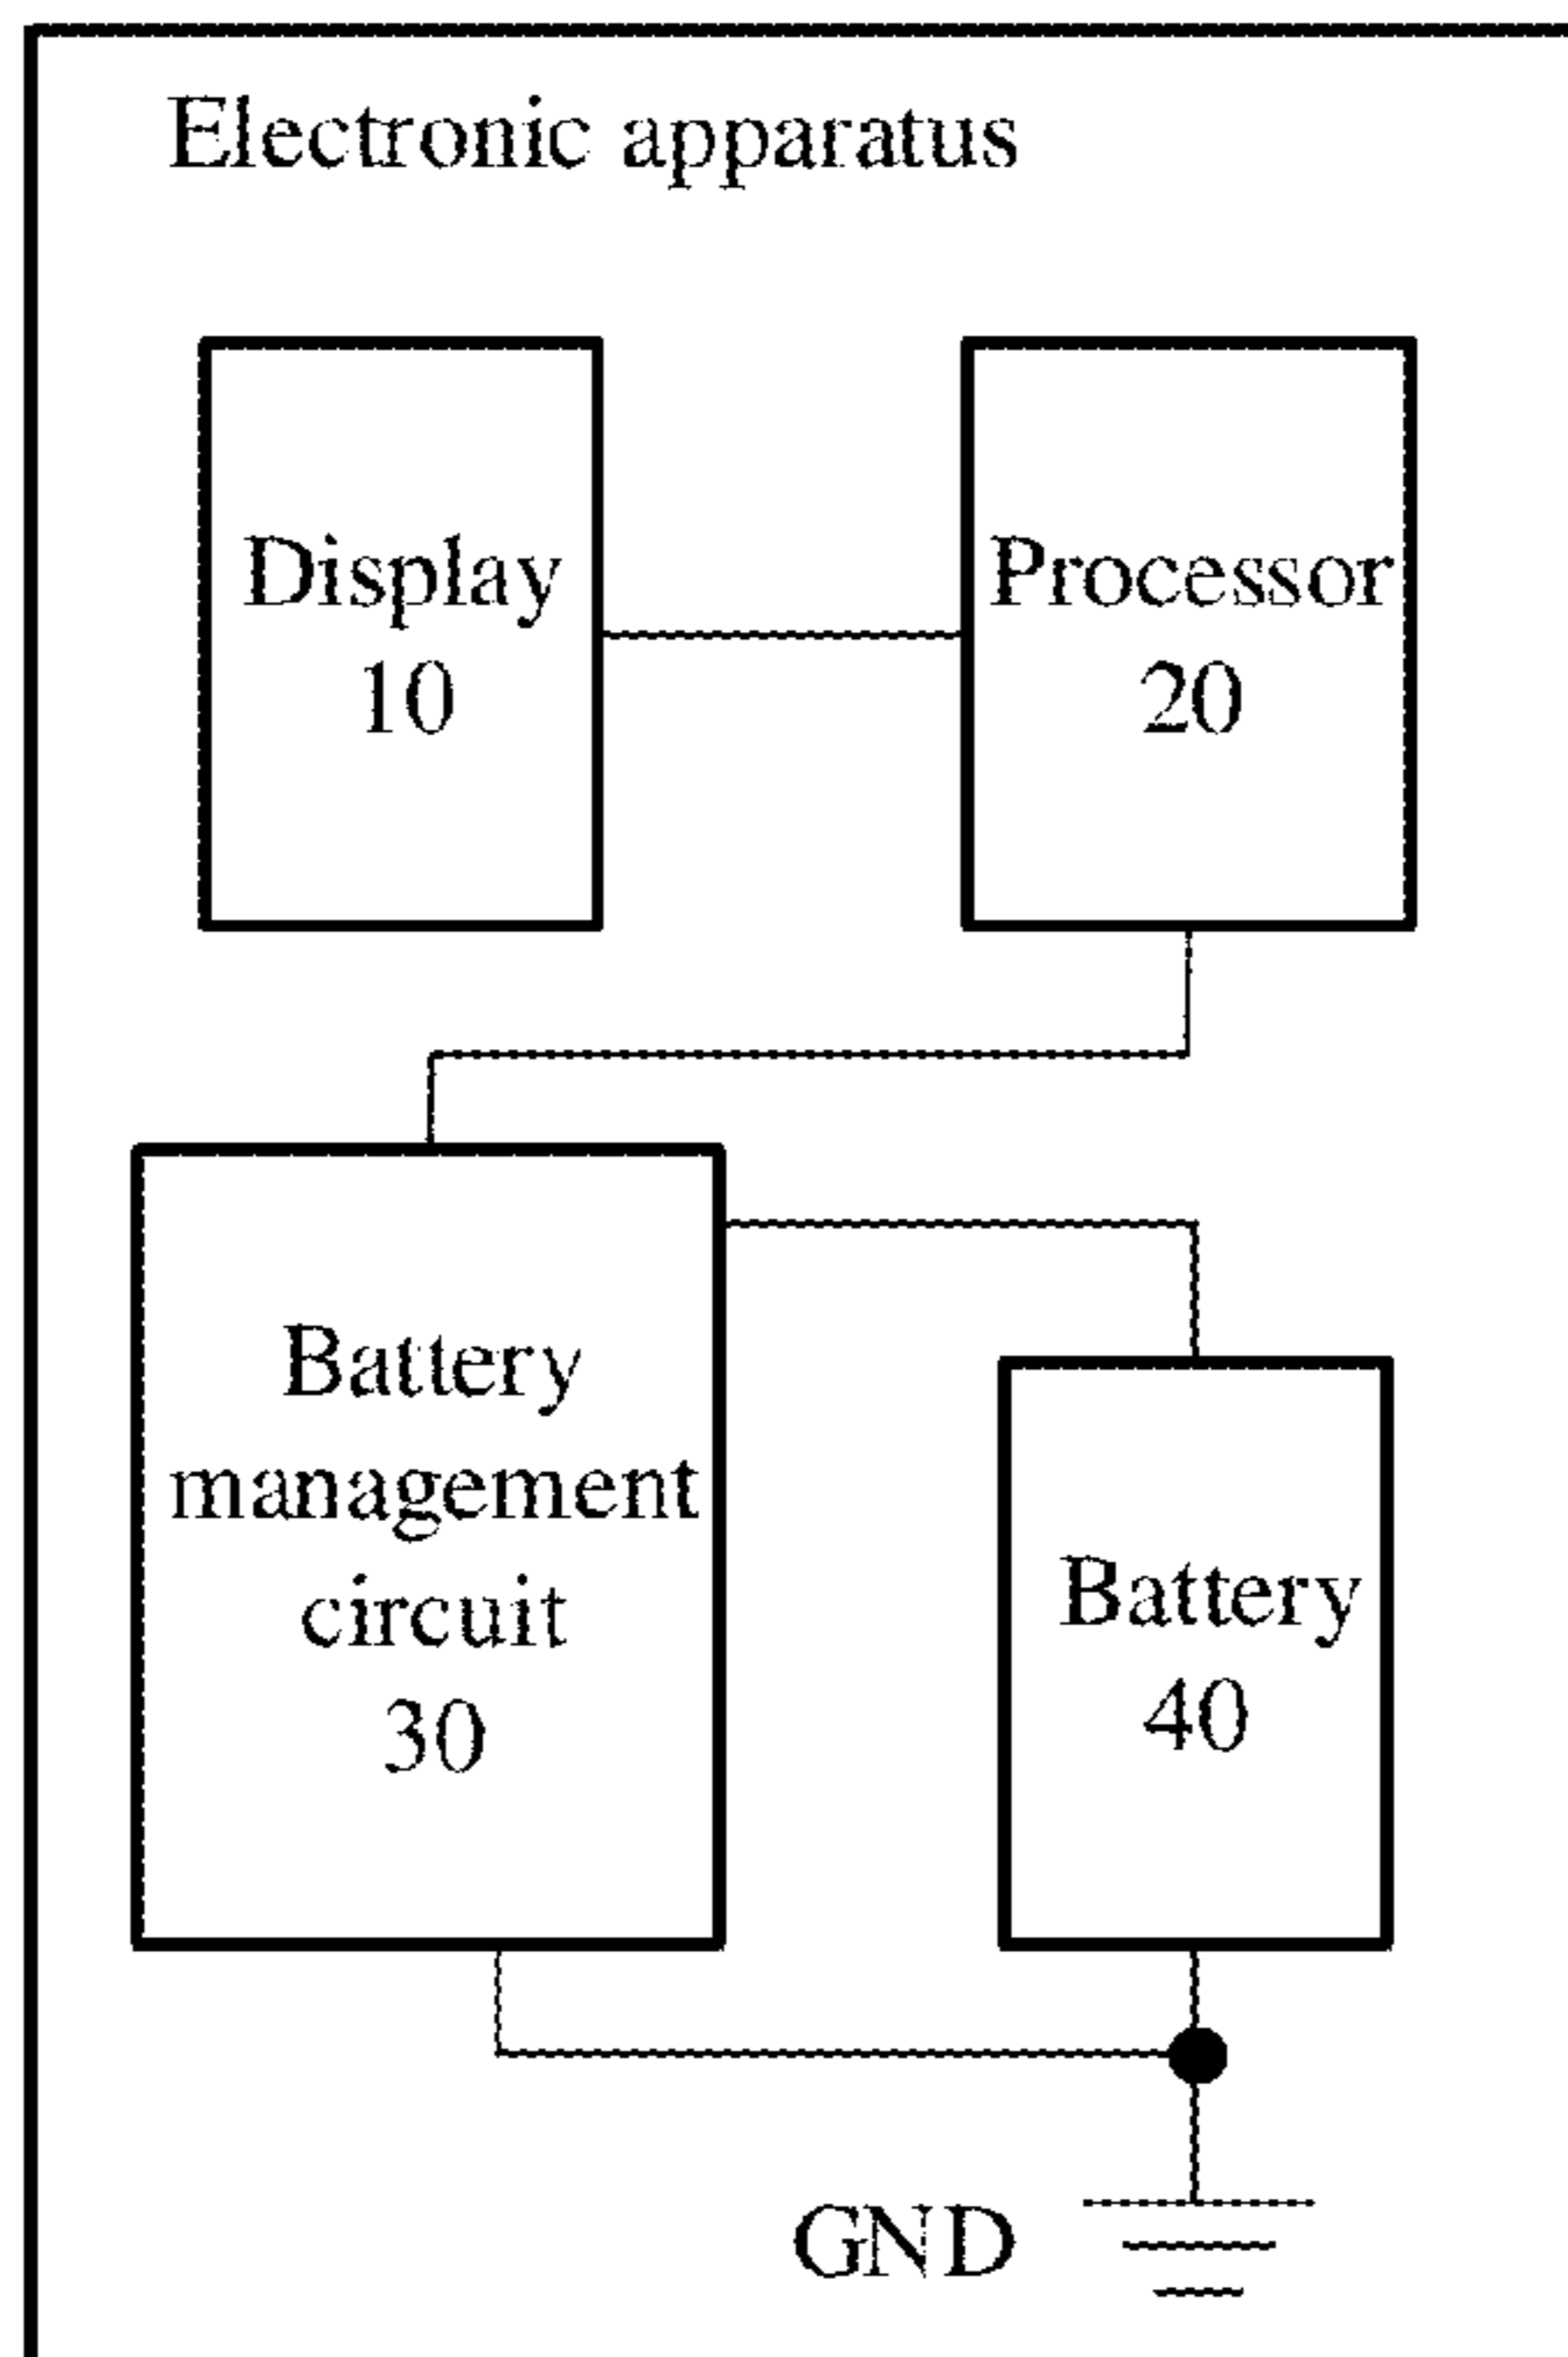 Electronic apparatus
Display
10
Processor
20
Battery
management
circuit
30
Battery
40
GND